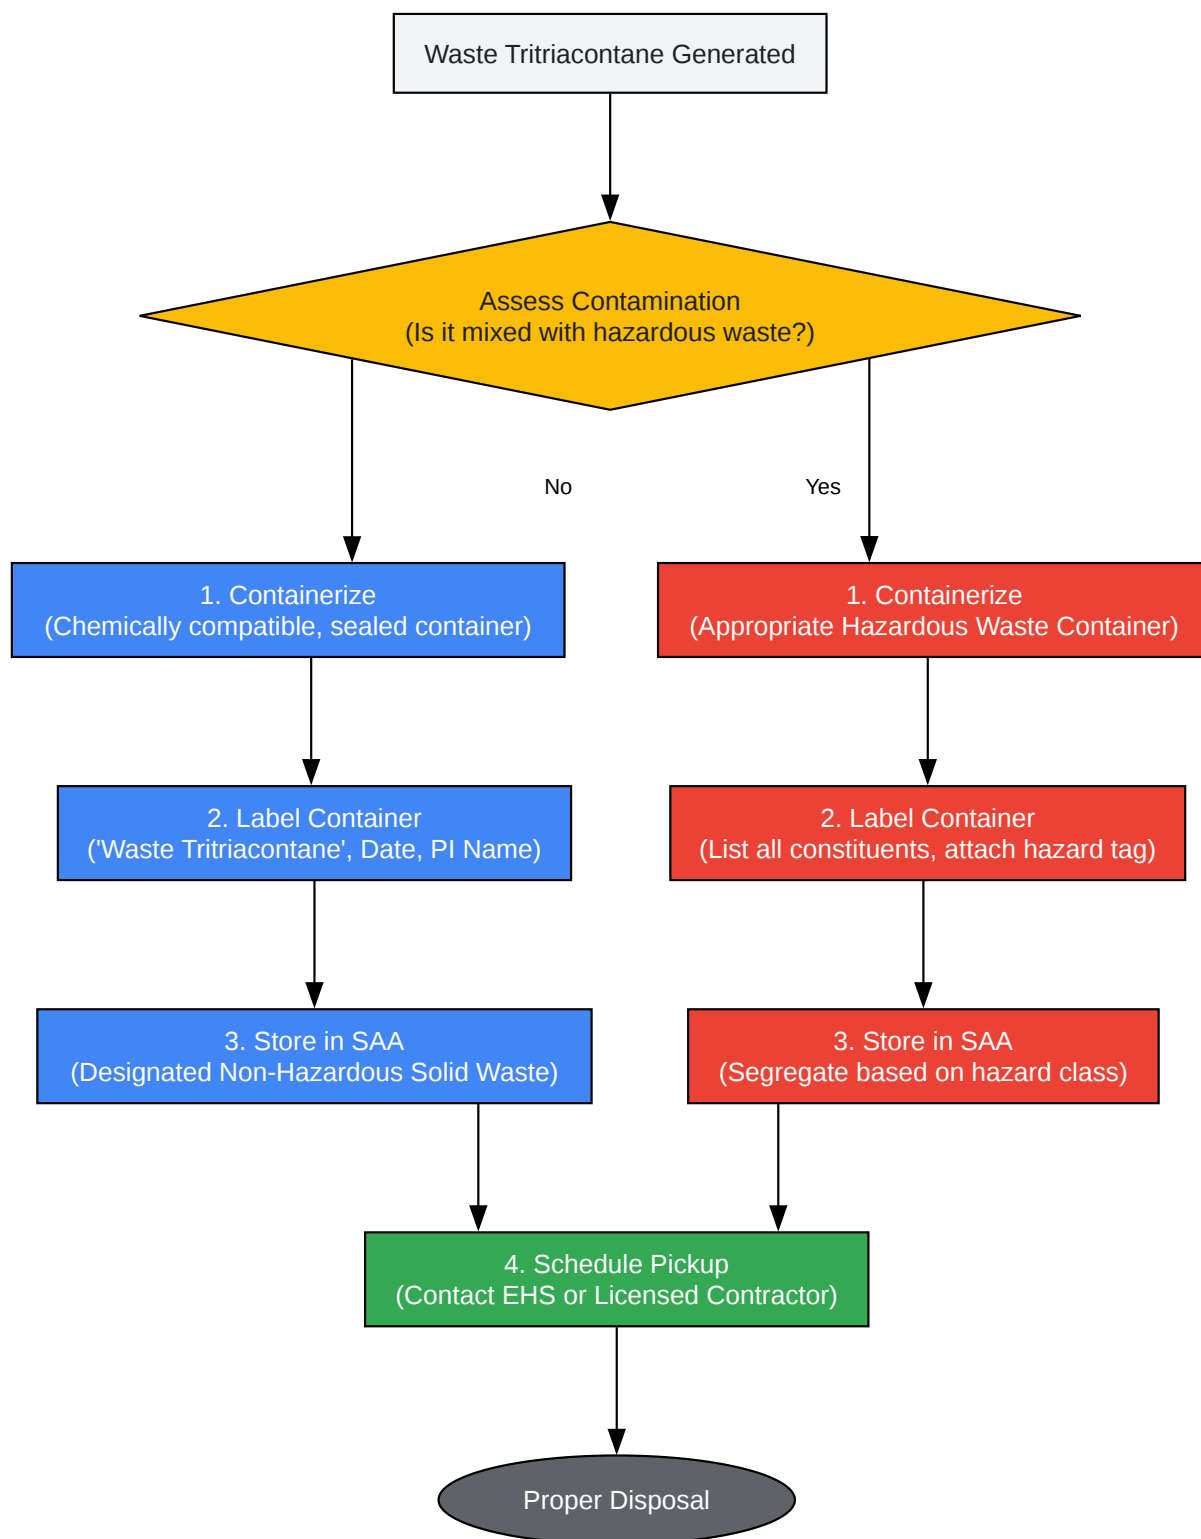 Waste Tritriacontane Generated
Assess Contamination
(Is it mixed with hazardous waste?)
No
Yes
1. Containerize
(Chemically compatible, sealed container)
1. Containerize
(Appropriate Hazardous Waste Container)
2. Label Container
('Waste Tritriacontane', Date, PI Name)
2. Label Container
(List all constituents, attach hazard tag)
3. Store in SAA
(Designated Non-Hazardous Solid Waste)
3. Store in SAA
(Segregate based on hazard class)
4. Schedule Pickup
(Contact EHS or Licensed Contractor)
Proper Disposal